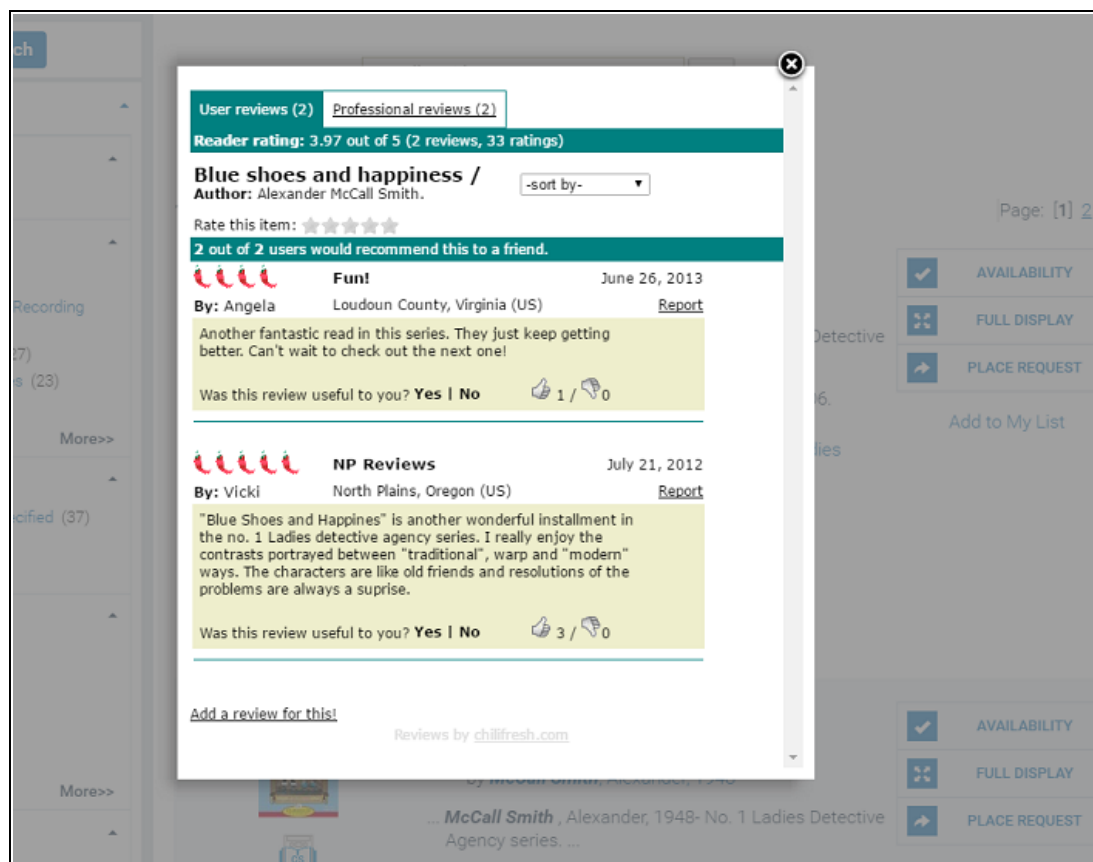 ch
User reviews (2) Professional reviews (2)
Reader rating: 3.97 out of 5 (2 reviews, 33 ratings)
Blue shoes and happiness /
-sort by-
Author: Alexander McCall Smith.
Rate this item:
Page: [1] 2
2 out of 2 users would recommend this to a friend.
Fun! June 26, 2013
AVAILABILITY
By: Angela Loudoun County, Virginia (US) Report
Recording
FULL DISPLAY
Another fantastic read in this series. They just keep getting
better. Can't wait to check out the next one!
Detective
27)
PLACE REQUEST
s (23)
Was this review useful to you? Yes | No 1 / 0
06.
Add to My List
More>>
lies
NP Reviews July 21, 2012
By: Vicki North Plains, Oregon (US) Report
ecified (37)
"Blue Shoes and Happines" is another wonderful installment in
the no. 1 Ladies detective agency series. I really enjoy the
contrasts portrayed between "traditional", warp and "modern"
ways. The characters are like old friends and resolutions of the
problems are always a suprise.
Was this review useful to you? Yes | No 3 / 0
Add a review for this!
Reviews by chilifresh.com
AVAILABILITY
by McCall Smith, Alexander, 1948-
FULL DISPLAY
More>>
... McCall Smith , Alexander, 1948- No. 1 Ladies Detective
PLACE REQUEST
Agency series. ...